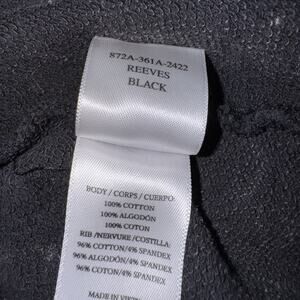 872A-361A-2422
REEVES
BLACK
BODY / CORPS / CUERPO:
100% COTTON
100% ALGODÓN
100% COTON
RIB /NERVURE /COSTILLA:
96% COTTON/4% SPANDEX
96% ALGODÓN/4% SPANDEX
96% COTON/4% SPANDEX
MADE IN